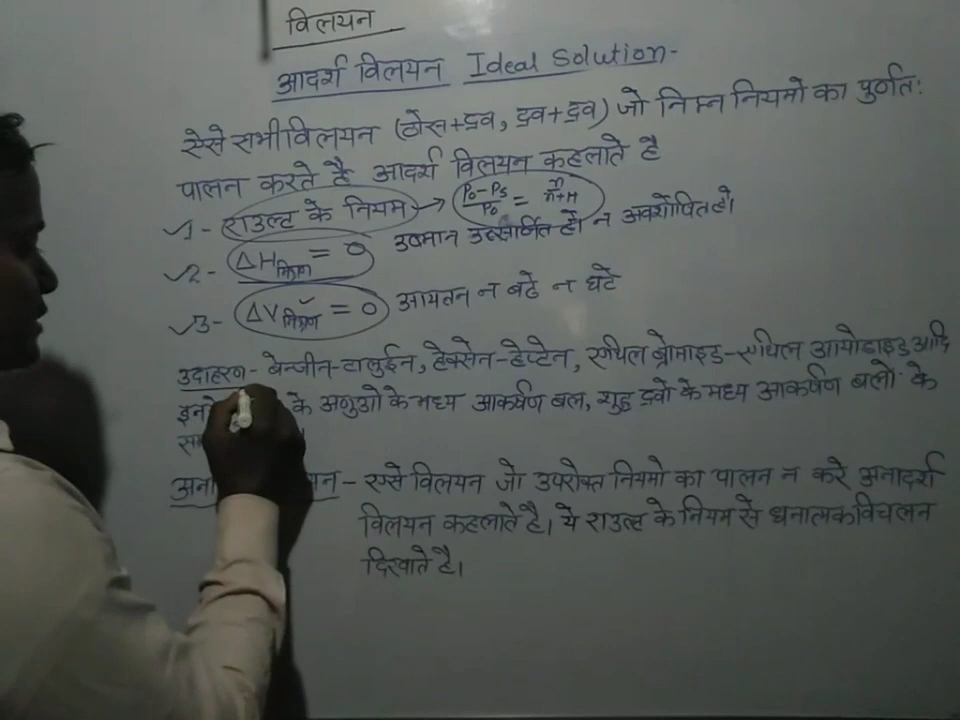 विलयन
आदर्श विलयन Ideal Solution-
ऐसे सभी विलयन (ठोस+द्रव, द्रव+द्रव) जो निम्न नियमो का पुर्णत:
पालन करते है आदर्श विलयन कहलाते है
1- राउल्ट के नियम → P₀-Ps/P₀ = n/n+N
2- ΔH मिश्रण = 0 उष्मान उत्सर्जित हो न अवशोषित हो।
3- ΔV मिश्रण = 0 आयतन न बढे न घटे
उदाहरण- बेन्जीन-टालुईन, हेक्सेन-हेप्टेन, एथिल ब्रोमाइड-एथिल आयोडाइड आदि
के अणुओ के मध्य आकर्षण बल, शुद्ध द्रवो के मध्य आकर्षण बलो के
- एसे विलयन जो उपरोक्त नियमो का पालन न करे अनादर्श
विलयन कहलाते है। ये राउल्ट के नियम से धनात्मक विचलन
दिखाते है।